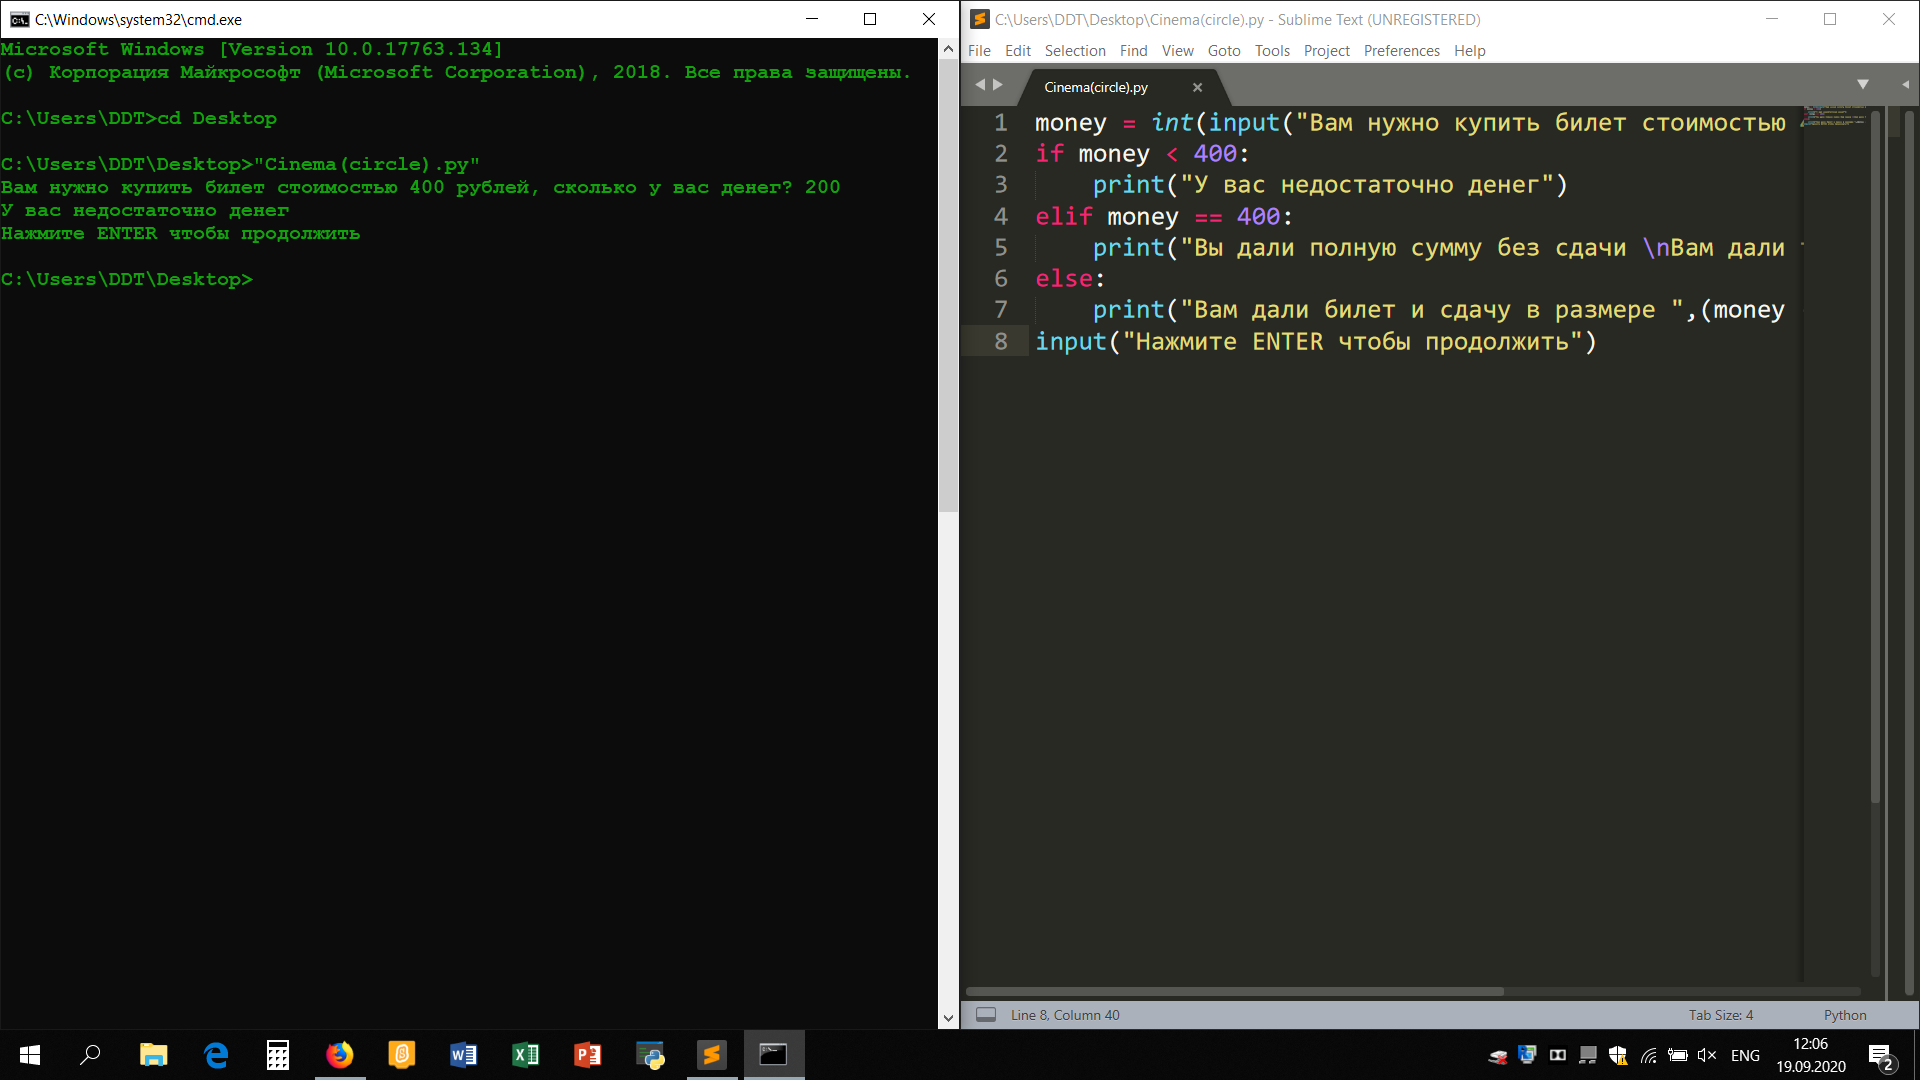 C:\Windows\system32\cmd.exe
Microsoft Windows [Version 10.0.17763.134]
(c) Корпорация Майкрософт (Microsoft Corporation), 2018. Все права защищены.
C:\Users\DDT>cd Desktop
C:\Users\DDT\Desktop>"Cinema(circle).py"
Вам нужно купить билет стоимостью 400 рублей, сколько у вас денег? 200
У вас недостаточно денег
Нажмите ENTER чтобы продолжить
C:\Users\DDT\Desktop>
C:\Users\DDT\Desktop\Cinema(circle).py - Sublime Text (UNREGISTERED)
File Edit Selection Find View Goto Tools Project Preferences Help
Cinema(circle).py
1 money = int(input("Вам нужно купить билет стоимостью
2 if money < 400:
3 print("У вас недостаточно денег")
4 elif money == 400:
5 print("Вы дали полную сумму без сдачи \nВам дали
6 else:
7 print("Вам дали билет и сдачу в размере ",(money
8 input("Нажмите ENTER чтобы продолжить")
Line 8, Column 40
Tab Size: 4
Python
ENG
12:06
19.09.2020
2